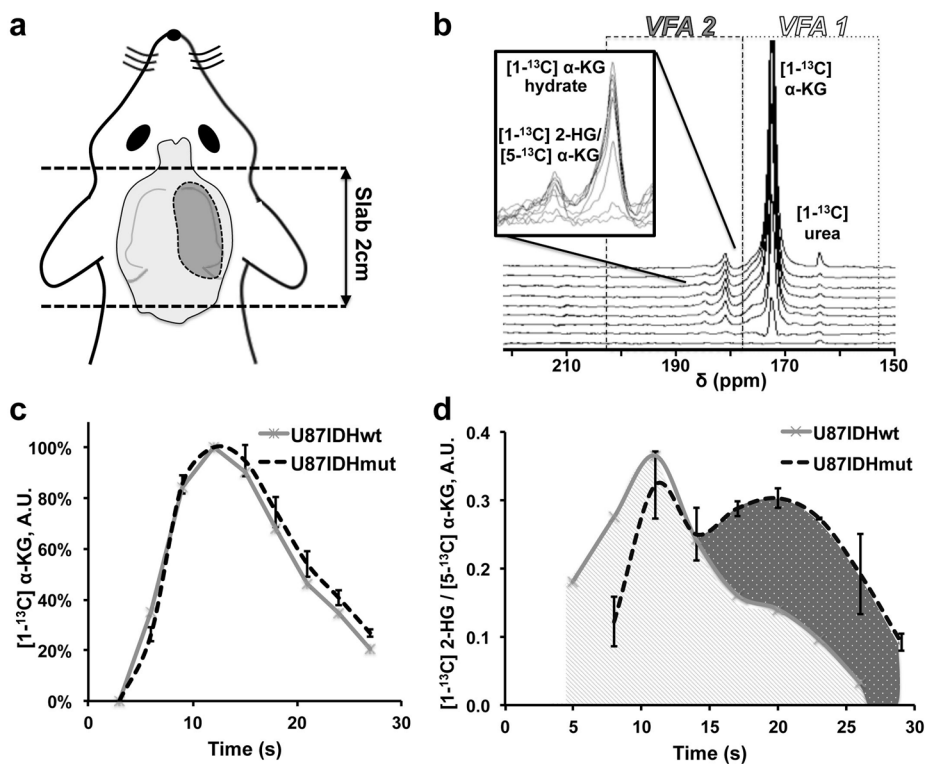 a
Slab 2cm
b
VFA 2
VFA 1
[1-¹³C] α-KG
hydrate
[1-¹³C] 2-HG/
[5-¹³C] α-KG
[1-¹³C]
α-KG
[1-¹³C]
urea
210
190
170
150
δ (ppm)
c
U87IDHwt
U87IDHmut
[1-¹³C] α-KG, A.U.
100%
80%
60%
40%
20%
0%
0
10
20
30
Time (s)
d
U87IDHwt
U87IDHmut
[1-¹³C] 2-HG / [5-¹³C] α-KG, A.U.
0.4
0.3
0.2
0.1
0.0
0
5
10
15
20
25
30
Time (s)